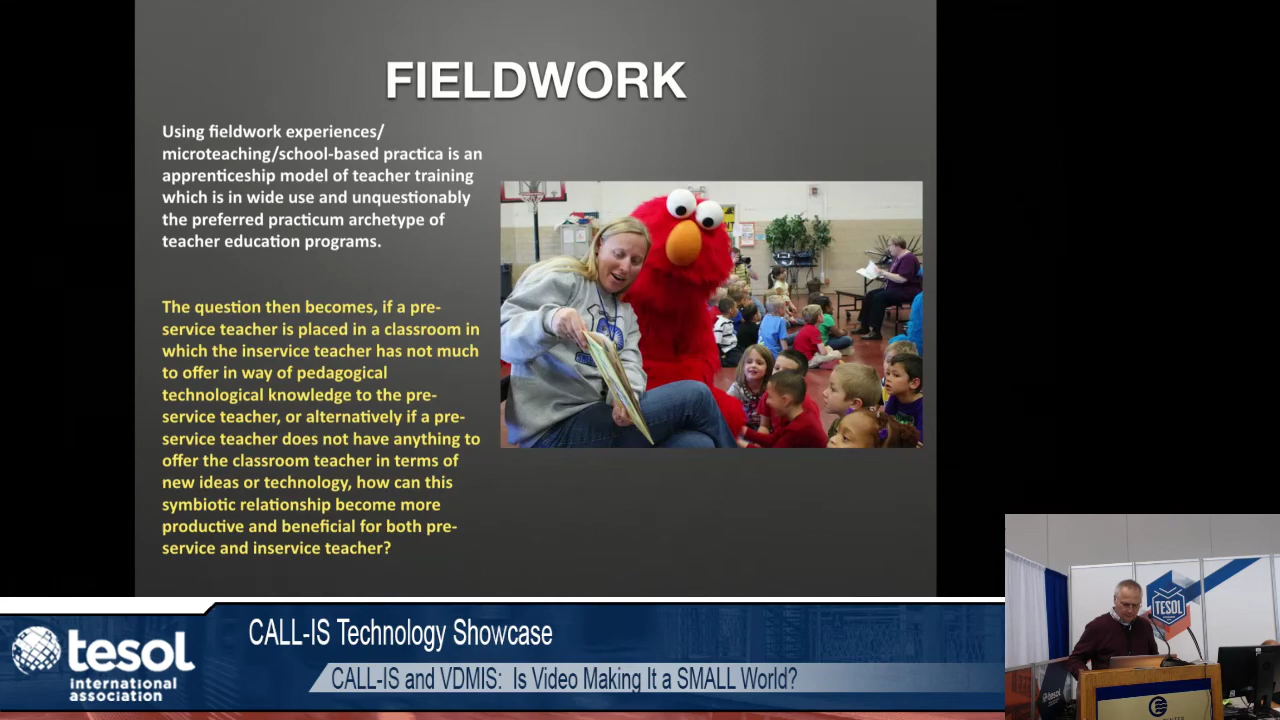 FIELDWORK
Using fieldwork experiences/
microteaching/school-based practica is an
apprenticeship model of teacher training
which is in wide use and unquestionably
the preferred practicum archetype of
teacher education programs.
The question then becomes, if a pre-
service teacher is placed in a classroom in
which the inservice teacher has not much
to offer in way of pedagogical
technological knowledge to the pre-
service teacher, or alternatively if a pre-
service teacher does not have anything to
offer the classroom teacher in terms of
new ideas or technology, how can this
symbiotic relationship become more
productive and beneficial for both pre-
service and inservice teacher?
TESOL
tesol
international
association
CALL-IS Technology Showcase
CALL-IS and VDMIS: Is Video Making It a SMALL World?